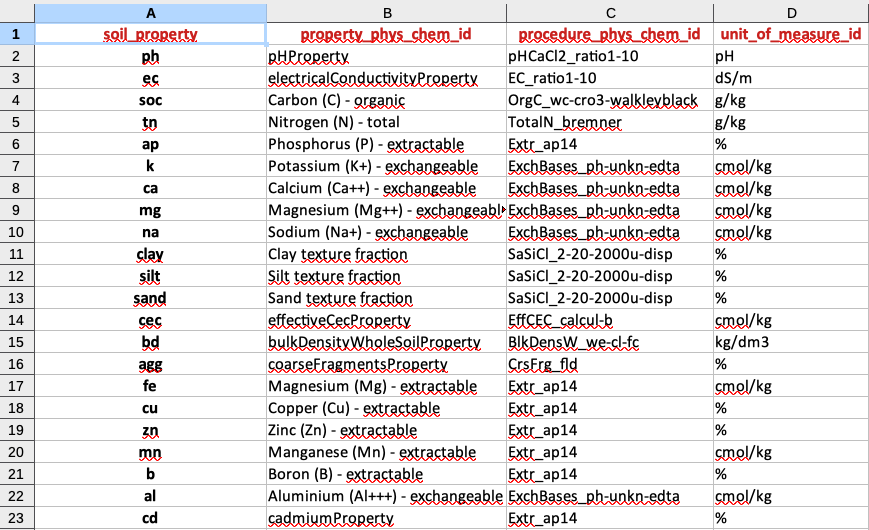 A B C D
1 soil_property property_phys_chem_id procedure_phys_chem_id unit_of_measure_id
2 ph pHProperty pHCaCl2_ratio1-10 pH
3 ec electricalConductivityProperty EC_ratio1-10 dS/m
4 soc Carbon (C) - organic OrgC_wc-cro3-walkleyblack g/kg
5 tn Nitrogen (N) - total TotalN_bremner g/kg
6 ap Phosphorus (P) - extractable Extr_ap14 %
7 k Potassium (K+) - exchangeable ExchBases_ph-unkn-edta cmol/kg
8 ca Calcium (Ca++) - exchangeable ExchBases_ph-unkn-edta cmol/kg
9 mg Magnesium (Mg++) - exchangeabl ExchBases_ph-unkn-edta cmol/kg
10 na Sodium (Na+) - exchangeable ExchBases_ph-unkn-edta cmol/kg
11 clay Clay texture fraction SaSiCl_2-20-2000u-disp %
12 silt Silt texture fraction SaSiCl_2-20-2000u-disp %
13 sand Sand texture fraction SaSiCl_2-20-2000u-disp %
14 cec effectiveCecProperty EffCEC_calcul-b cmol/kg
15 bd bulkDensityWholeSoilProperty BlkDensW_we-cl-fc kg/dm3
16 agg coarseFragmentsProperty CrsFrg_fld %
17 fe Magnesium (Mg) - extractable Extr_ap14 cmol/kg
18 cu Copper (Cu) - extractable Extr_ap14 %
19 zn Zinc (Zn) - extractable Extr_ap14 %
20 mn Manganese (Mn) - extractable Extr_ap14 cmol/kg
21 b Boron (B) - extractable Extr_ap14 %
22 al Aluminium (Al+++) - exchangeable ExchBases_ph-unkn-edta cmol/kg
23 cd cadmiumProperty Extr_ap14 %